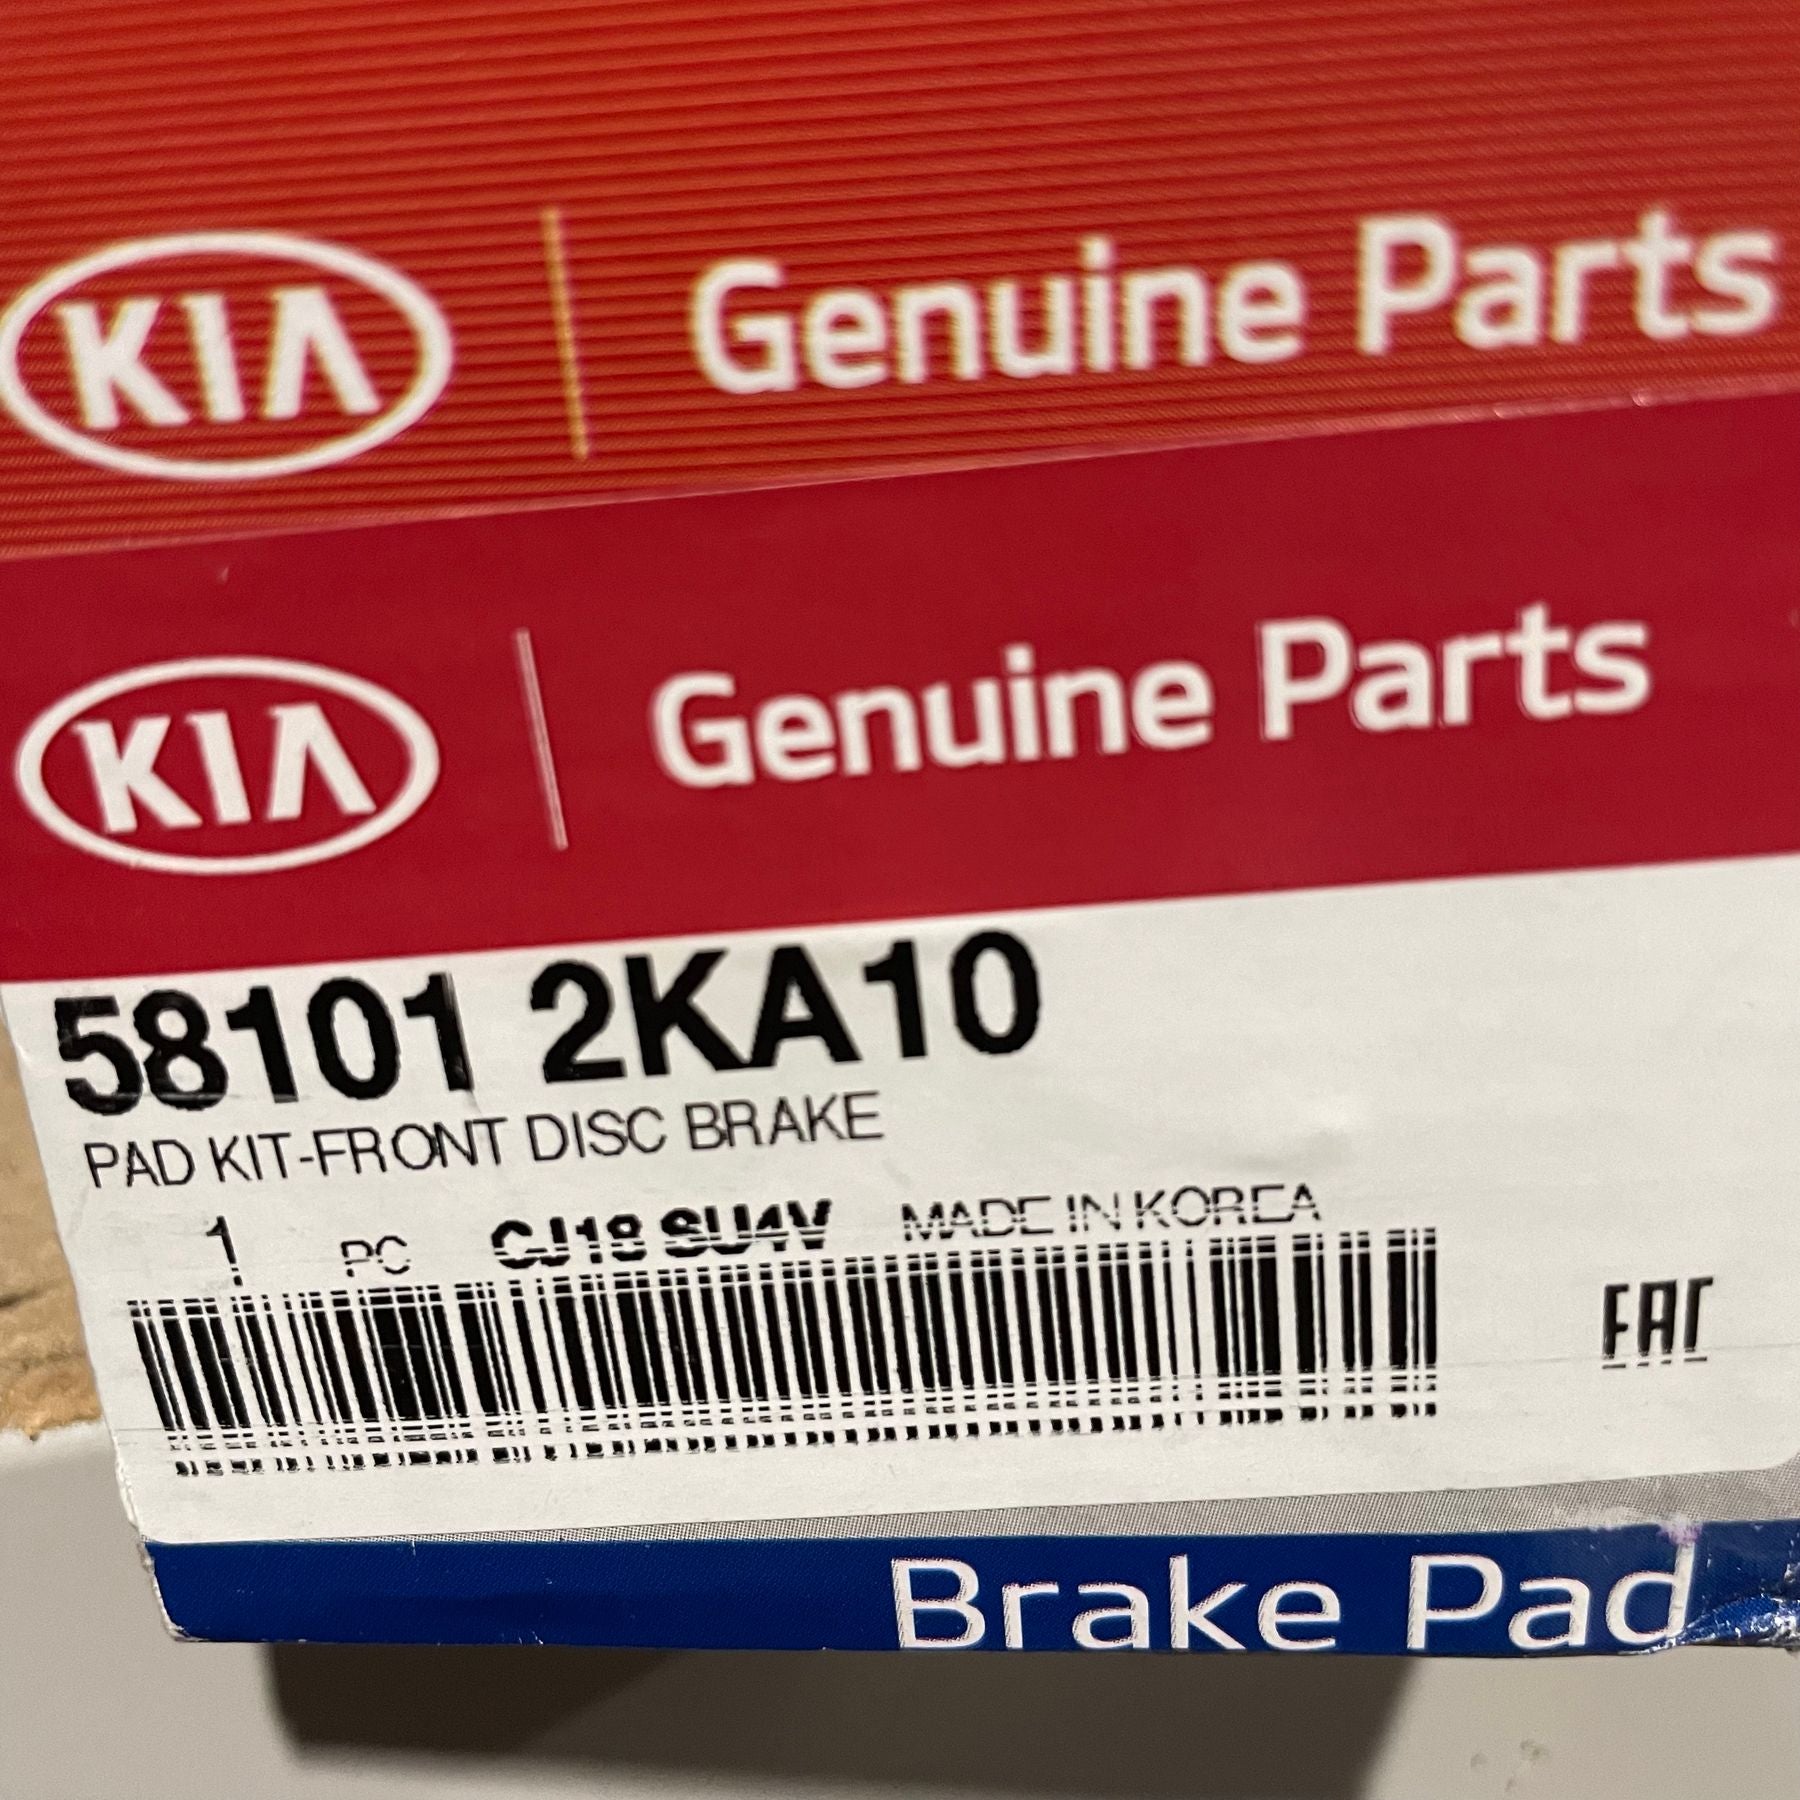 KIA Genuine Parts
KIA Genuine Parts
58101 2KA10
PAD KIT-FRONT DISC BRAKE
1 PC CJ18 SU4V MADE IN KOREA
EAC
Brake Pad